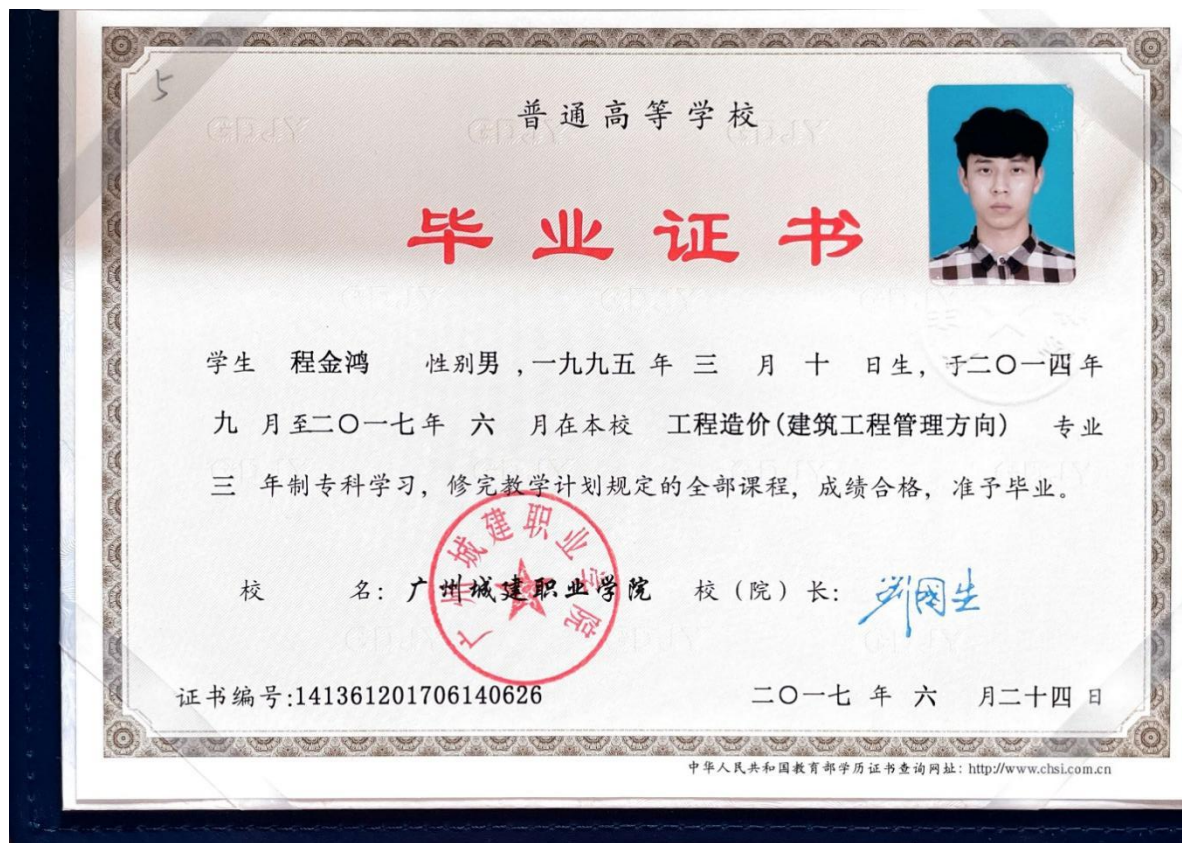 5
普通高等学校
毕业证书
学生 程金鸿 性别男,一九九五年 三 月 十 日生,于二〇一四年
九 月至二〇一七年 六 月在本校 工程造价(建筑工程管理方向) 专业
三 年制专科学习,修完教学计划规定的全部课程,成绩合格,准予毕业。
校 名:广州城建职业学院 校(院)长:
广州城建职业学院
证书编号:141361201706140626 二〇一七 年 六 月二十四 日
中华人民共和国教育部学历证书查询网址:http://www.chsi.com.cn